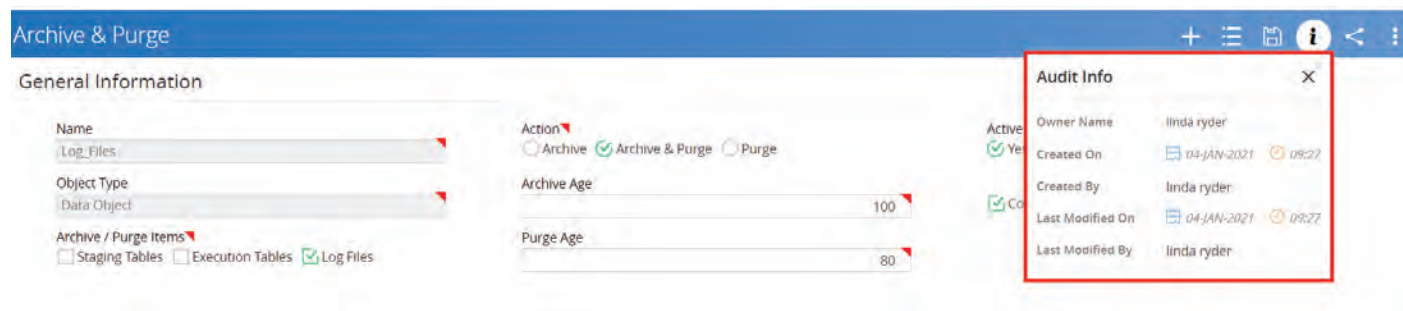 Archive & Purge
General Information
Name
Log_Files
Object Type
Data Object
Archive / Purge Items
Staging Tables Execution Tables Log Files
Action
Archive Archive & Purge Purge
Archive Age
100
Purge Age
80
Active
Yes
Co
Audit Info
Owner Name linda ryder
Created On 04-JAN-2021 09:27
Created By linda ryder
Last Modified On 04-JAN-2021 09:27
Last Modified By linda ryder